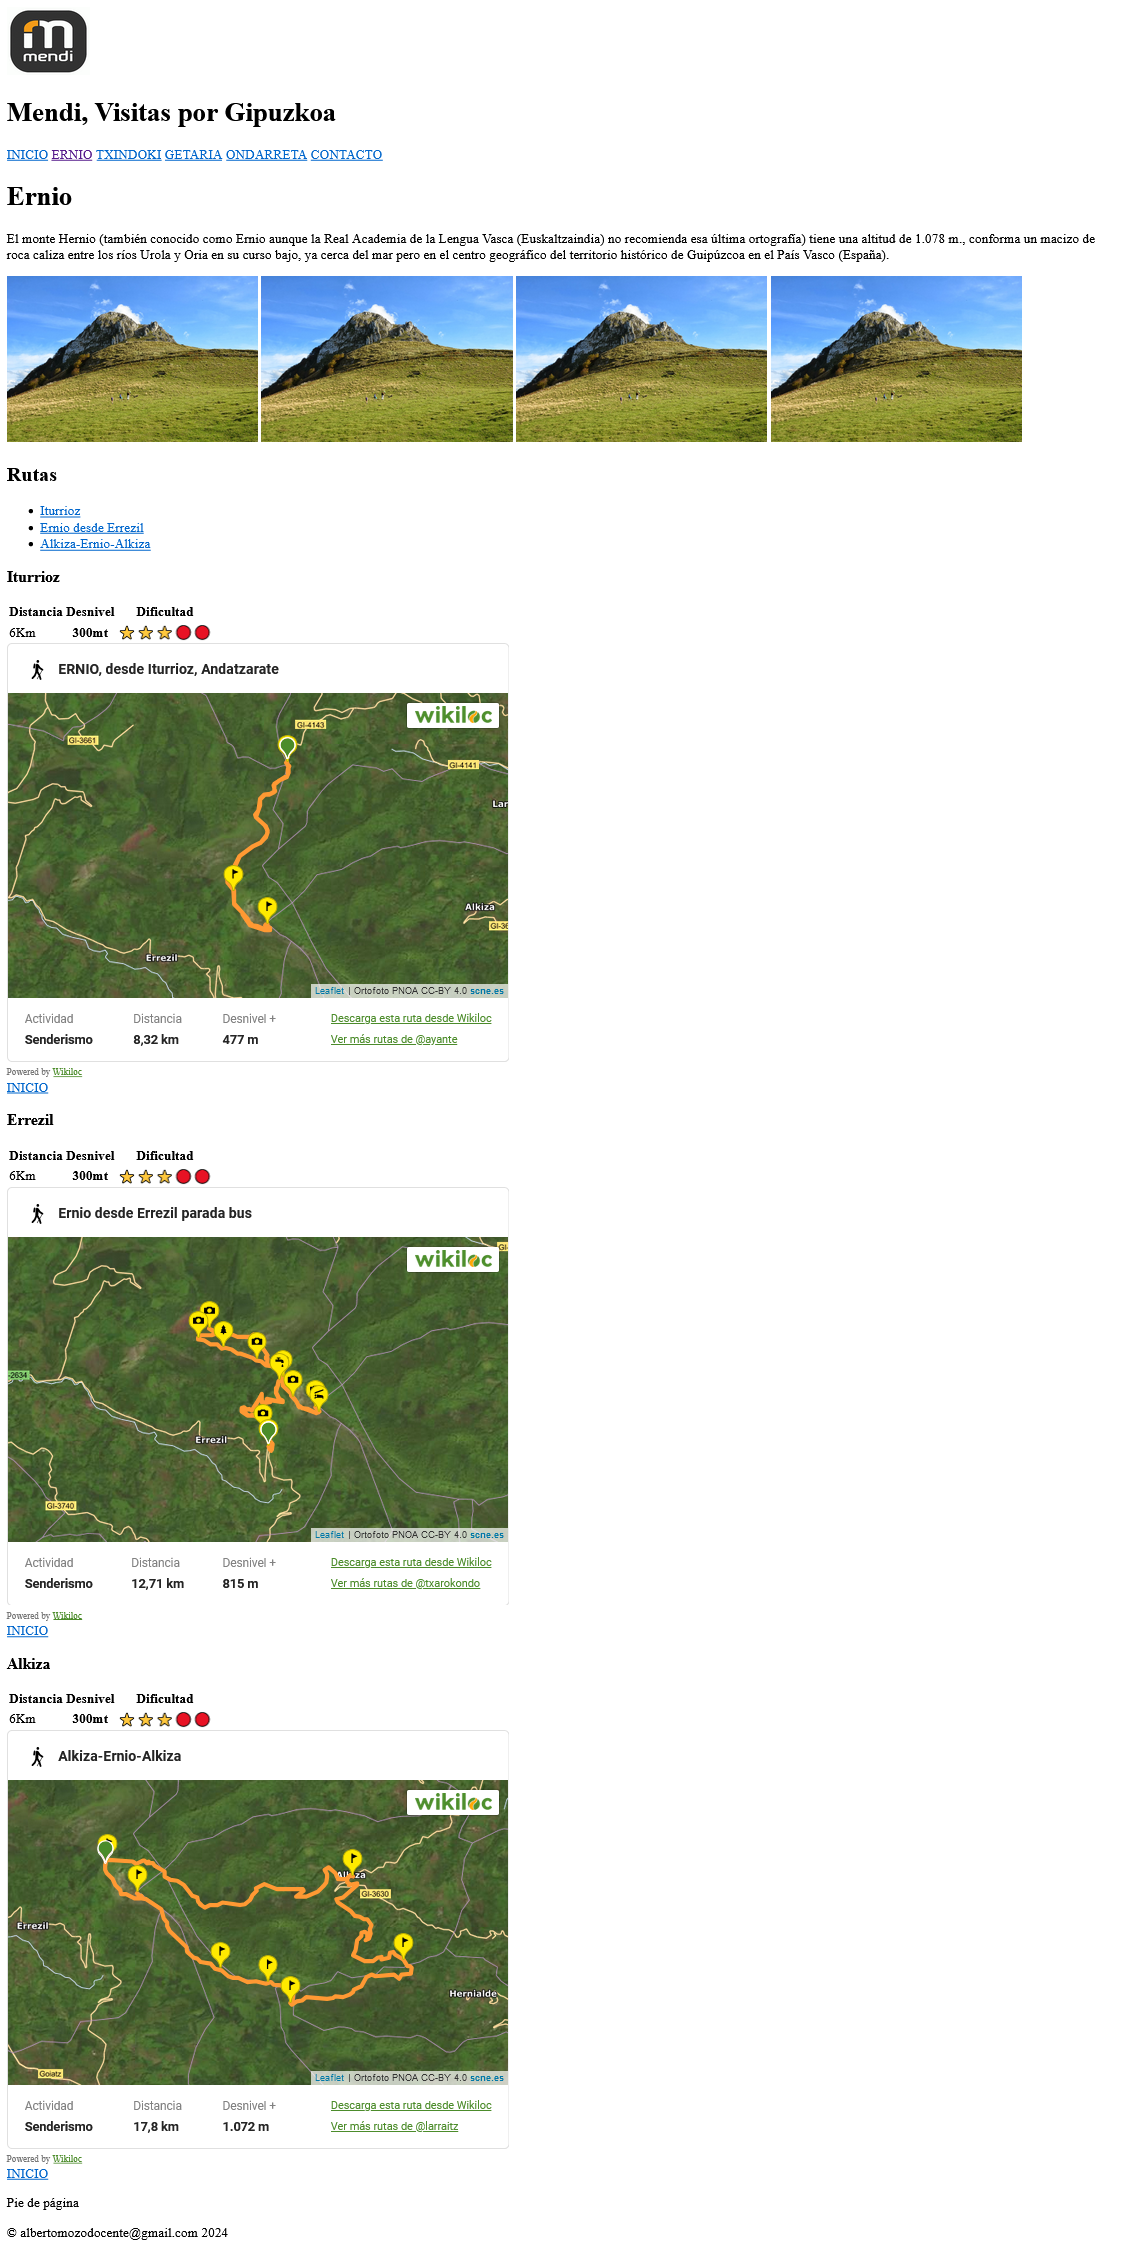 mendi
Mendi, Visitas por Gipuzkoa
INICIO ERNIO TXINDOKI GETARIA ONDARRETA CONTACTO
Ernio
El monte Hernio (también conocido como Ernio aunque la Real Academia de la Lengua Vasca (Euskaltzaindia) no recomienda esa última ortografía) tiene una altitud de 1.078 m., conforma un macizo de
roca caliza entre los ríos Urola y Oria en su curso bajo, ya cerca del mar pero en el centro geográfico del territorio histórico de Guipúzcoa en el País Vasco (España).
Rutas
Iturrioz
Ernio desde Errezil
Alkiza-Ernio-Alkiza
Iturrioz
Distancia Desnivel Dificultad
6Km 300mt
ERNIO, desde Iturrioz, Andatzarate
wikiloc
GI-4143
GI-3661
GI-4141
Lar
Alkiza
GI-36
Errezil
Leaflet | Ortofoto PNOA CC-BY 4.0 scne.es
Actividad Distancia Desnivel + Descarga esta ruta desde Wikiloc
Senderismo 8,32 km 477 m Ver más rutas de @ayante
Powered by Wikiloc
INICIO
Errezil
Distancia Desnivel Dificultad
6Km 300mt
Ernio desde Errezil parada bus
wikiloc
GI-
-2634
Errezil
GI-3740
Leaflet | Ortofoto PNOA CC-BY 4.0 scne.es
Actividad Distancia Desnivel + Descarga esta ruta desde Wikiloc
Senderismo 12,71 km 815 m Ver más rutas de @txarokondo
Powered by Wikiloc
INICIO
Alkiza
Distancia Desnivel Dificultad
6Km 300mt
Alkiza-Ernio-Alkiza
wikiloc
Alkiza
GI-3630
Errezil
Hernialde
Goiatz
Leaflet | Ortofoto PNOA CC-BY 4.0 scne.es
Actividad Distancia Desnivel + Descarga esta ruta desde Wikiloc
Senderismo 17,8 km 1.072 m Ver más rutas de @larraitz
Powered by Wikiloc
INICIO
Pie de página
© albertomozodocente@gmail.com 2024